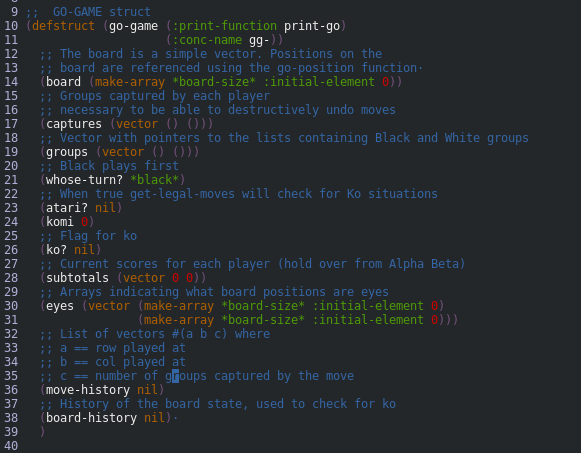 9 ;;  GO-GAME struct
10 (defstruct (go-game (:print-function print-go)
11                     (:conc-name gg-))
12   ;; The board is a simple vector. Positions on the
13   ;; board are referenced using the go-position function·
14   (board (make-array *board-size* :initial-element 0))
15   ;; Groups captured by each player
16   ;; necessary to be able to destructively undo moves
17   (captures (vector () ()))
18   ;; Vector with pointers to the lists containing Black and White groups
19   (groups (vector () ()))
20   ;; Black plays first
21   (whose-turn? *black*)
22   ;; When true get-legal-moves will check for Ko situations
23   (atari? nil)
24   (komi 0)
25   ;; Flag for ko
26   (ko? nil)
27   ;; Current scores for each player (hold over from Alpha Beta)
28   (subtotals (vector 0 0))
29   ;; Arrays indicating what board positions are eyes
30   (eyes (vector (make-array *board-size* :initial-element 0)
31                 (make-array *board-size* :initial-element 0)))
32   ;; List of vectors #(a b c) where
33   ;; a == row played at
34   ;; b == col played at
35   ;; c == number of groups captured by the move
36   (move-history nil)
37   ;; History of the board state, used to check for ko
38   (board-history nil)·
39   )
40